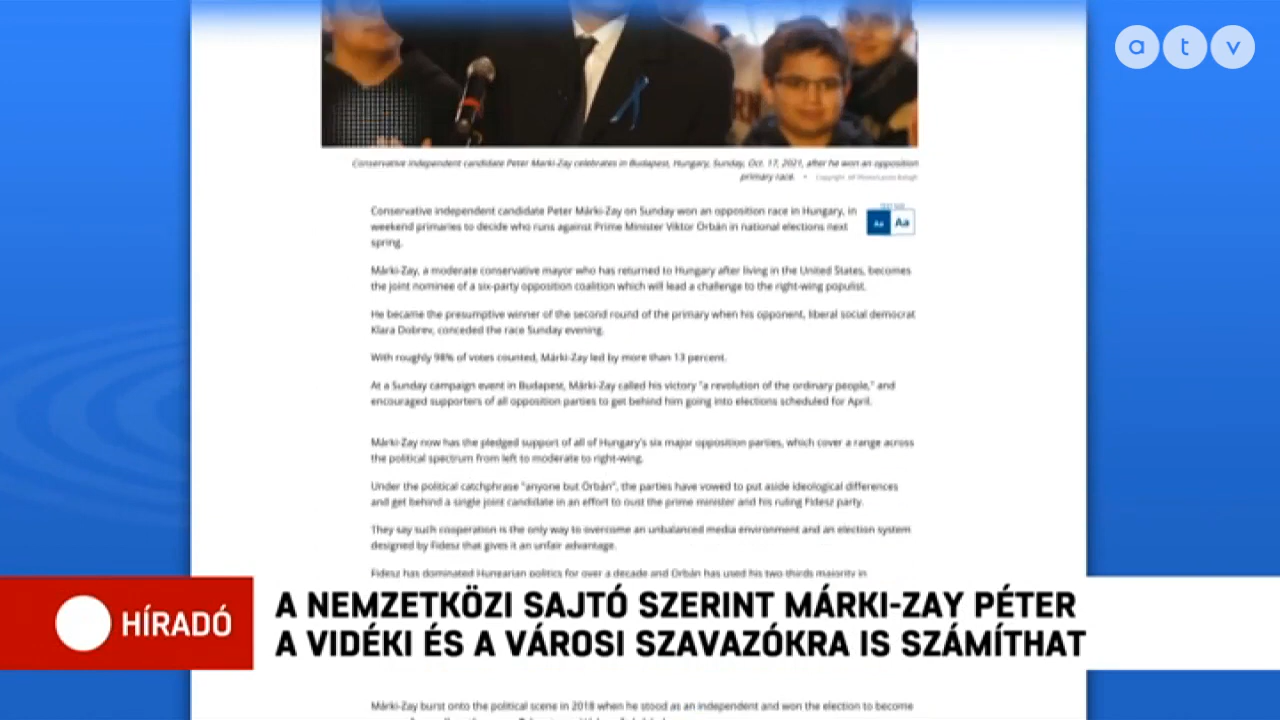 atv
Conservative independent candidate Peter Marki-Zay celebrates in Budapest, Hungary, Sunday, Oct. 17, 2021, after he won an opposition
primary race. • Copyright AP Photo/Laszlo Balogh
Conservative independent candidate Peter Márki-Zay on Sunday won an opposition race in Hungary, in
Aa Aa
weekend primaries to decide who runs against Prime Minister Viktor Orbán in national elections next
spring.
Márki-Zay, a moderate conservative mayor who has returned to Hungary after living in the United States, becomes
the joint nominee of a six-party opposition coalition which will lead a challenge to the right-wing populist.
He became the presumptive winner of the second round of the primary when his opponent, liberal social democrat
Klara Dobrev, conceded the race Sunday evening.
With roughly 98% of votes counted, Márki-Zay led by more than 13 percent.
At a Sunday campaign event in Budapest, Márki-Zay called his victory "a revolution of the ordinary people," and
encouraged supporters of all opposition parties to get behind him going into elections scheduled for April.
Márki-Zay now has the pledged support of all of Hungary's six major opposition parties, which cover a range across
the political spectrum from left to moderate to right-wing.
Under the political catchphrase "anyone but Orbán", the parties have vowed to put aside ideological differences
and get behind a single joint candidate in an effort to oust the prime minister and his ruling Fidesz party.
They say such cooperation is the only way to overcome an unbalanced media environment and an election system
designed by Fidesz that gives it an unfair advantage.
Fidesz has dominated Hungarian politics for over a decade and Orbán has used his two thirds majority in
HÍRADÓ
A NEMZETKÖZI SAJTÓ SZERINT MÁRKI-ZAY PÉTER
A VIDÉKI ÉS A VÁROSI SZAVAZÓKRA IS SZÁMÍTHAT
Márki-Zay burst onto the political scene in 2018 when he stood as an independent and won the election to become